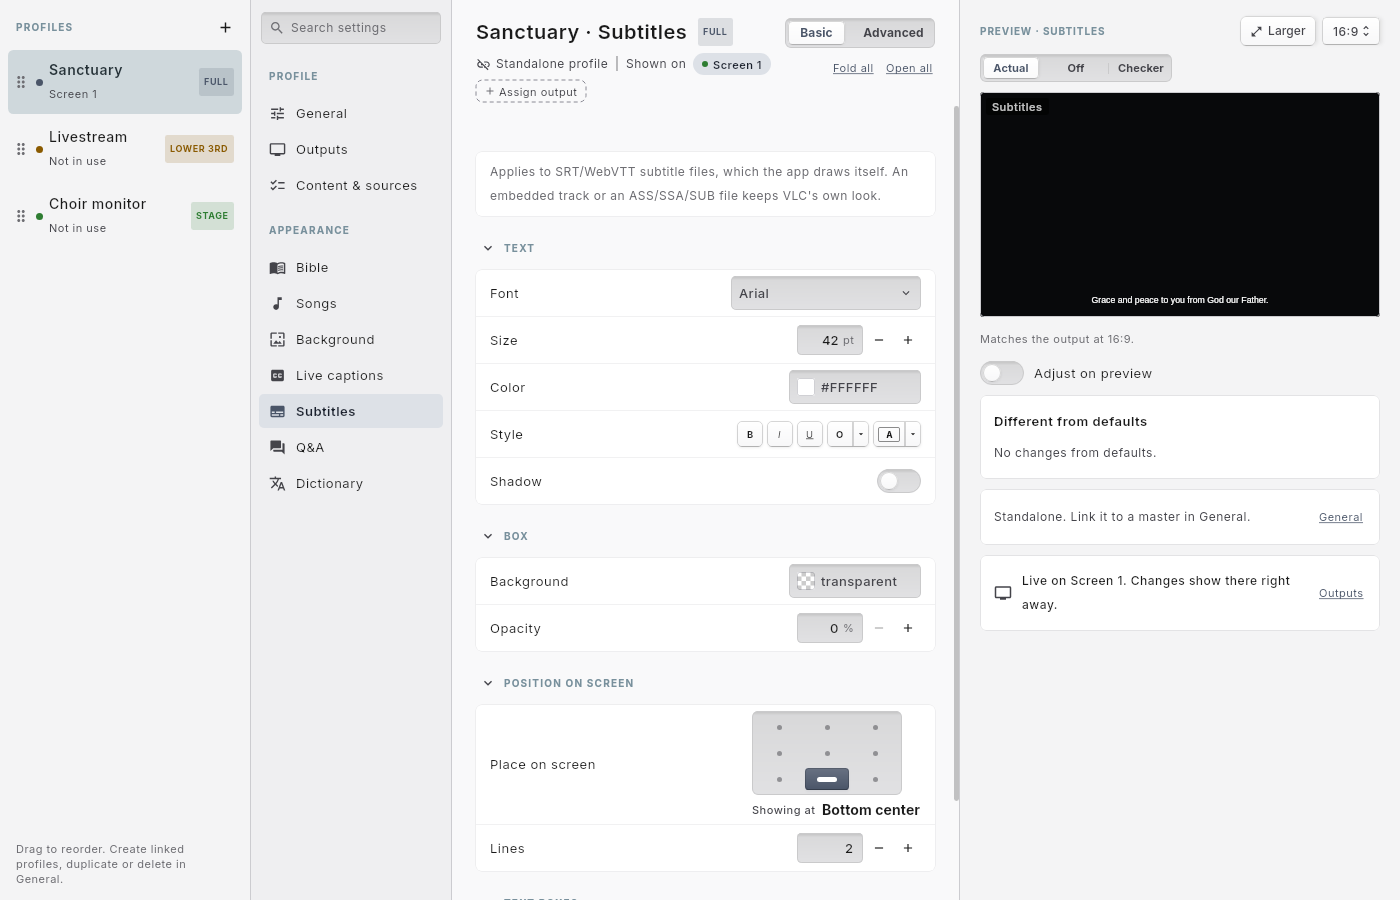 PROFILES
Sanctuary
Screen 1
FULL
Livestream
Not in use
LOWER 3RD
Choir monitor
Not in use
STAGE
Drag to reorder. Create linked
profiles, duplicate or delete in
General.
Search settings
PROFILE
General
Outputs
Content & sources
APPEARANCE
Bible
Songs
Background
Live captions
Subtitles
Q&A
Dictionary
Sanctuary · Subtitles
FULL
Basic
Advanced
Standalone profile
Shown on
Screen 1
Fold all
Open all
+ Assign output
Applies to SRT/WebVTT subtitle files, which the app draws itself. An
embedded track or an ASS/SSA/SUB file keeps VLC's own look.
TEXT
Font
Arial
Size
42 pt
Color
#FFFFFF
Style
B
I
U
O
A
Shadow
BOX
Background
transparent
Opacity
0 %
POSITION ON SCREEN
Place on screen
Showing at Bottom center
Lines
2
PREVIEW · SUBTITLES
Larger
16:9
Actual
Off
Checker
Subtitles
Grace and peace to you from God our Father.
Matches the output at 16:9.
Adjust on preview
Different from defaults
No changes from defaults.
Standalone. Link it to a master in General.
General
Live on Screen 1. Changes show there right
away.
Outputs